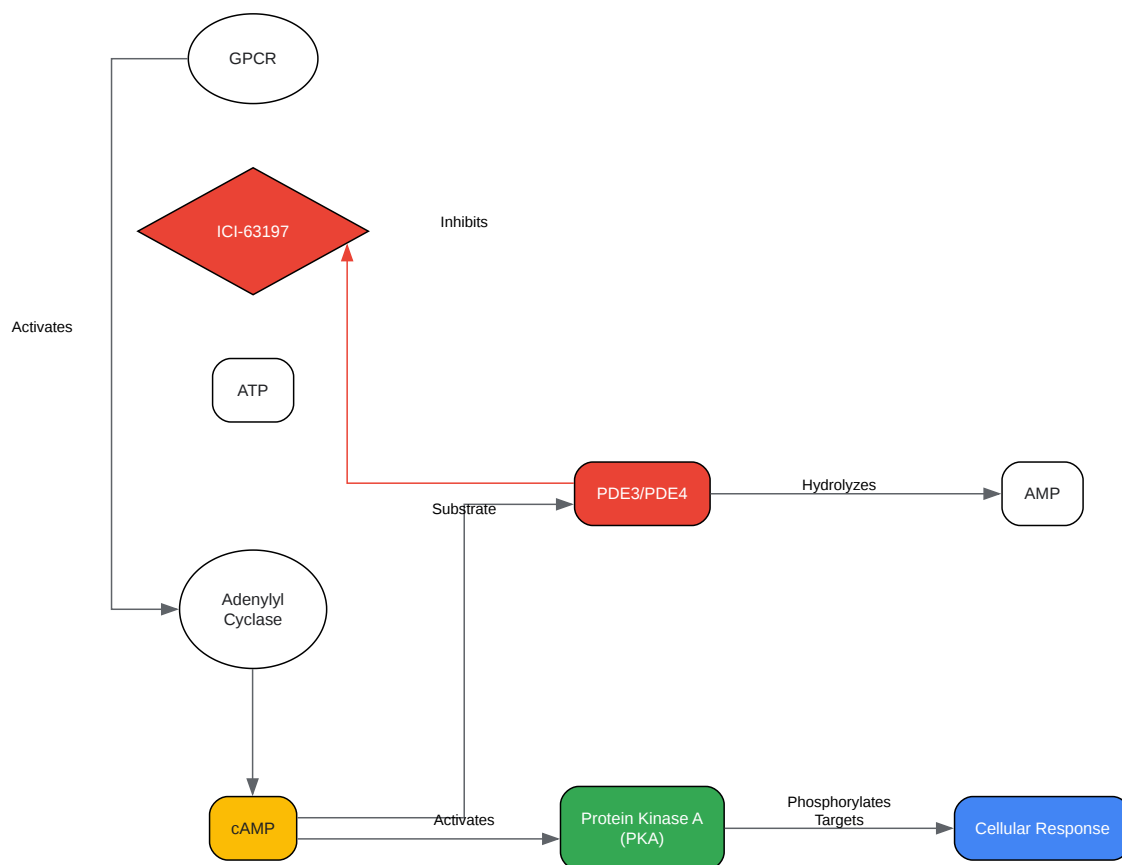 GPCR
ICI-63197
Inhibits
Activates
ATP
PDE3/PDE4
Hydrolyzes
AMP
Substrate
Adenylyl
Cyclase
cAMP
Activates
Protein Kinase A
(PKA)
Phosphorylates
Targets
Cellular Response